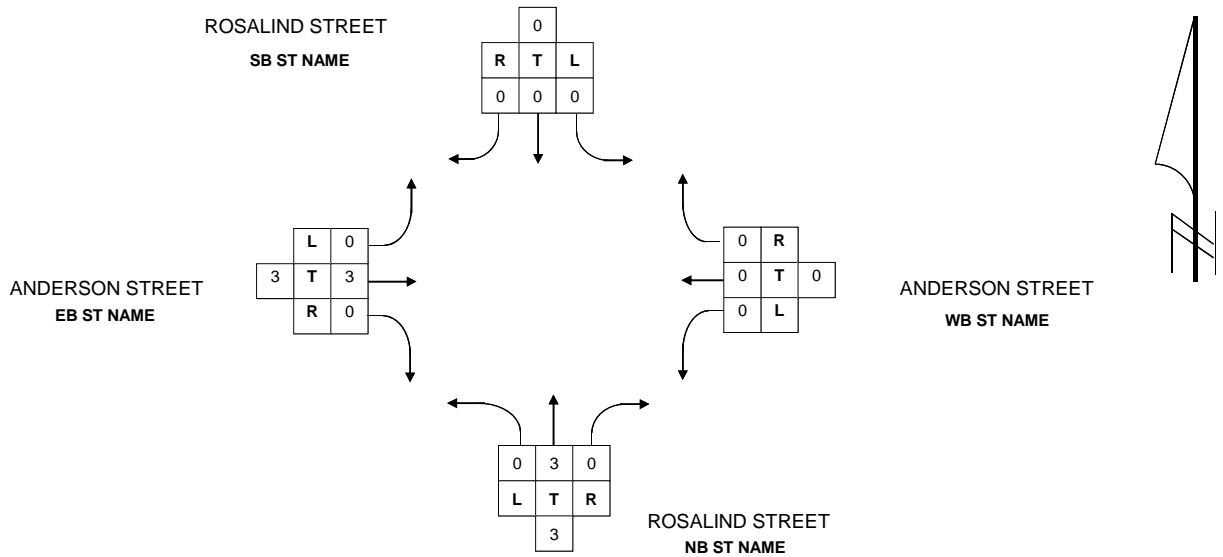 ROSALIND STREET
SB ST NAME
0
R T L
0 0 0
ANDERSON STREET
EB ST NAME
L 0
3 T 3
R 0
0 R
0 T 0
0 L
ANDERSON STREET
WB ST NAME
0 3 0
L T R
3
ROSALIND STREET
NB ST NAME
N